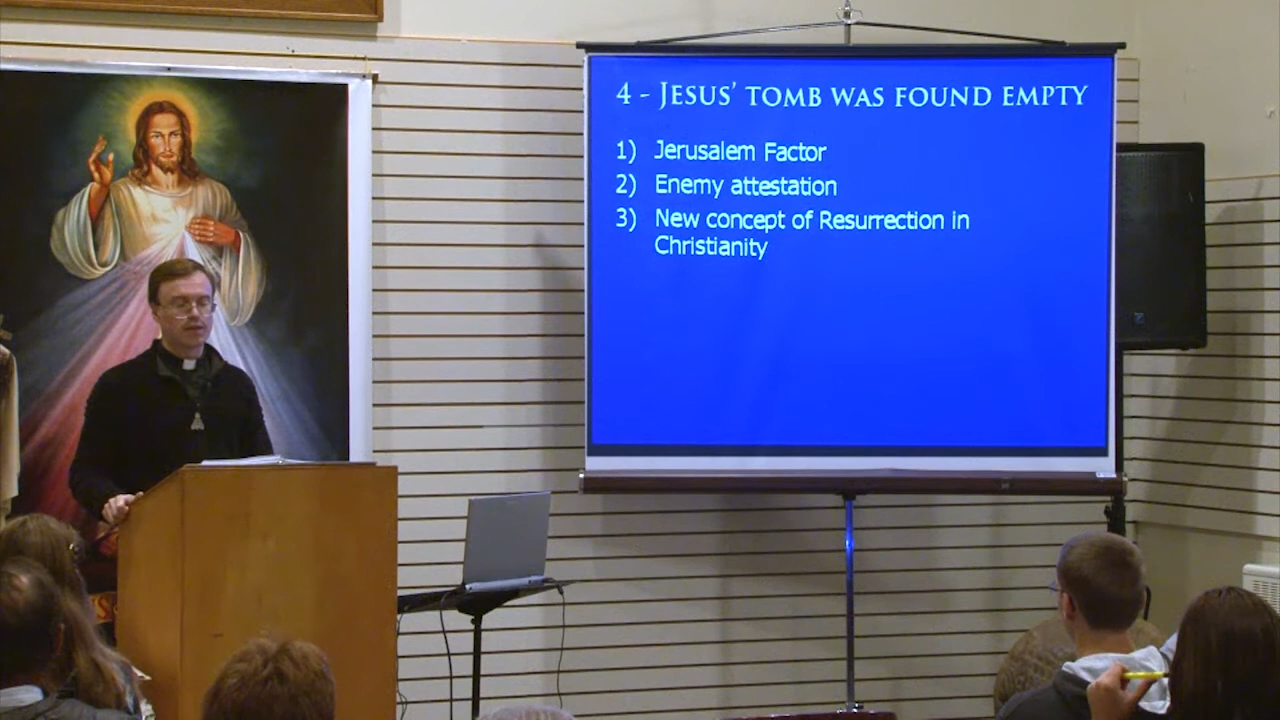 4 - JESUS' TOMB WAS FOUND EMPTY
1) Jerusalem Factor
2) Enemy attestation
3) New concept of Resurrection in
Christianity